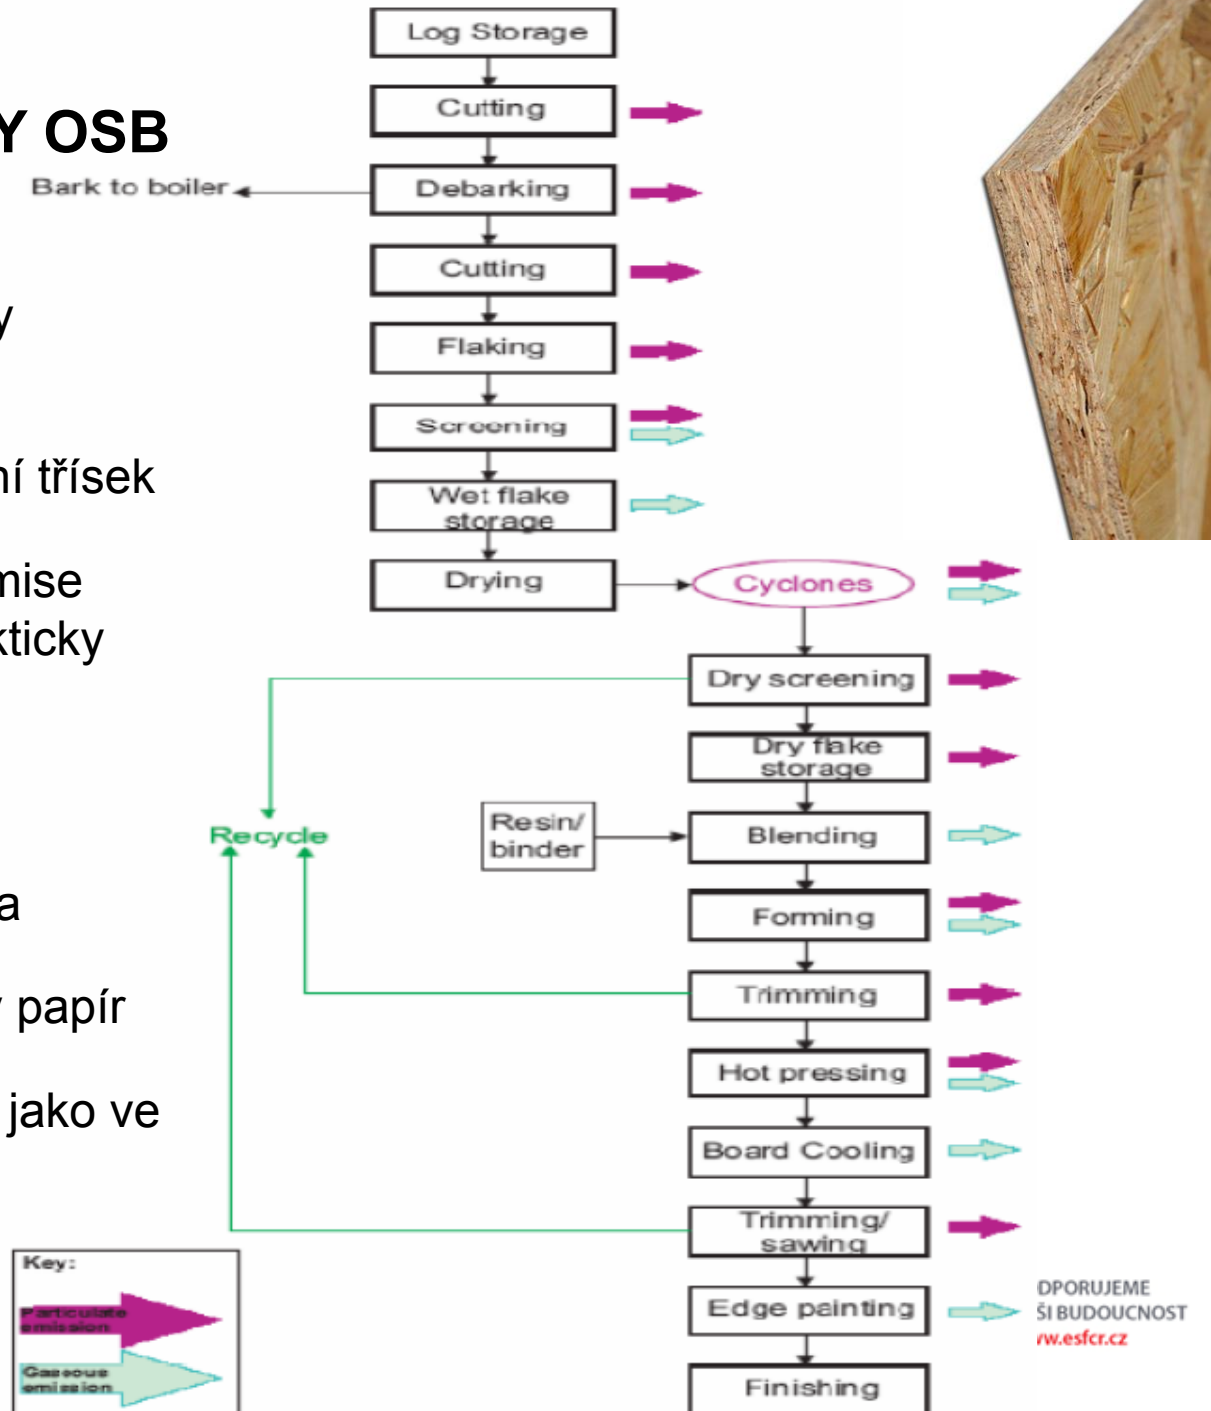 Log Storage
Cutting
Y OSB
Bark to boiler
Debarking
Cutting
y
Flaking
Screening
ní třísek
Wet flake
storage
mise
Drying
Cyclones
kticky
Dry screening
Dry flake
storage
Recycle
Resin/
binder
Blending
a
Forming
Trimming
y papír
Hot pressing
jako ve
Board Cooling
Trimming/
sawing
Key:
Particulate
emission
Edge painting
DPORUJEME
ŠI BUDOUCNOST
ww.esfcr.cz
Gaseous
emission
Finishing